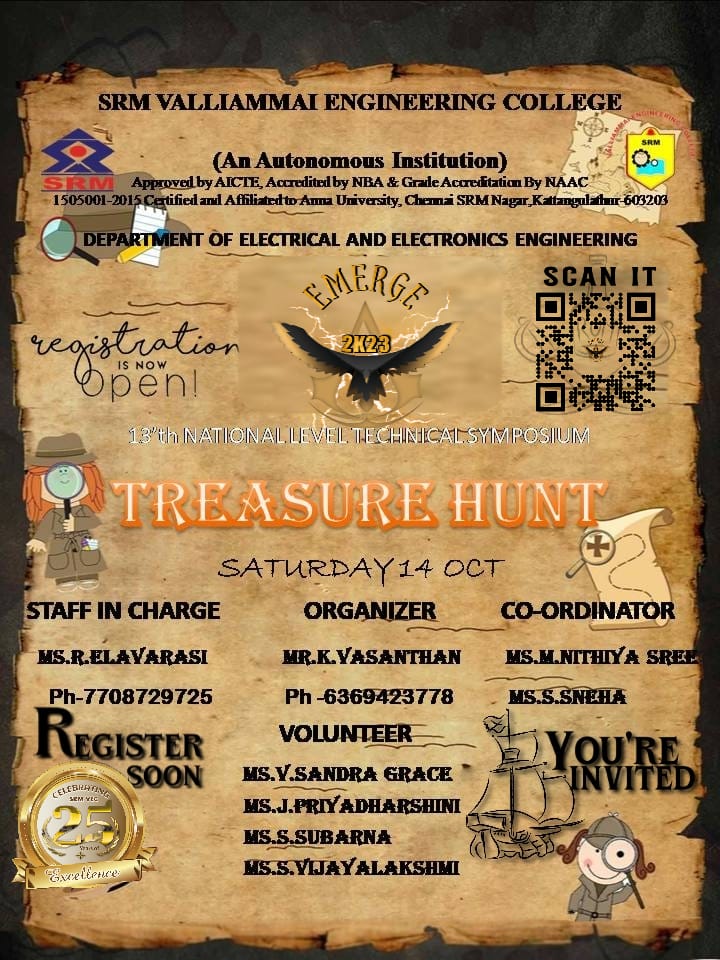 SRM VALLIAMMAI ENGINEERING COLLEGE
(An Autonomous Institution)
Approved by AICTE, Accredited by NBA & Grade Accreditation By NAAC
1505001-2015 Certified and Affiliated to Anna University, Chennai SRM Nagar, Kattangulathur-603203
SRM
SRM
DEPARTMENT OF ELECTRICAL AND ELECTRONICS ENGINEERING
SCAN IT
EMERGE
2K23
registration
IS NOW
Open!
13'th NATIONAL LEVEL TECHNICAL SYMPOSIUM
TREASURE HUNT
SATURDAY 14 OCT
STAFF IN CHARGE ORGANIZER CO-ORDINATOR
MS.R.ELAVARASI MR.K.VASANTHAN MS.M.NITHIYA SREE
Ph-7708729725 Ph -6369423778 MS.S.SNEHA
REGISTER
SOON
VOLUNTEER
YOU'RE
INVITED
MS.V.SANDRA GRACE
MS.J.PRIYADHARSHINI
MS.S.SUBARNA
MS.S.VIJAYALAKSHMI
CELEBRATING
SRM VEC
25
Years of
Excellence